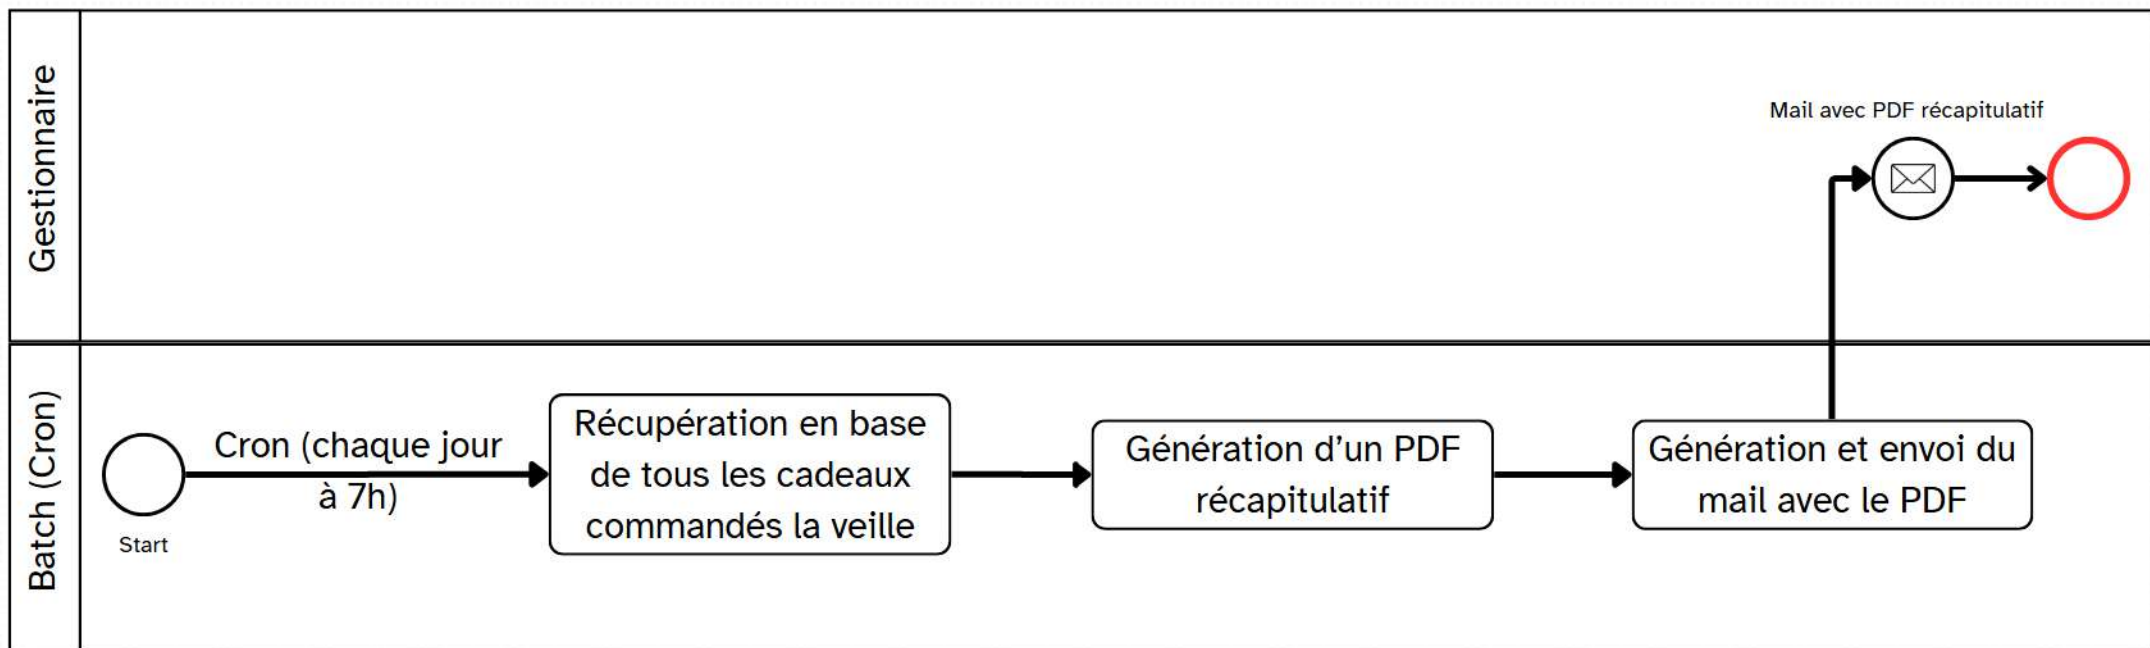 Gestionnaire
Mail avec PDF récapitulatif
Batch (Cron)
Start
Cron (chaque jour
à 7h)
Récupération en base
de tous les cadeaux
commandés la veille
Génération d’un PDF
récapitulatif
Génération et envoi du
mail avec le PDF